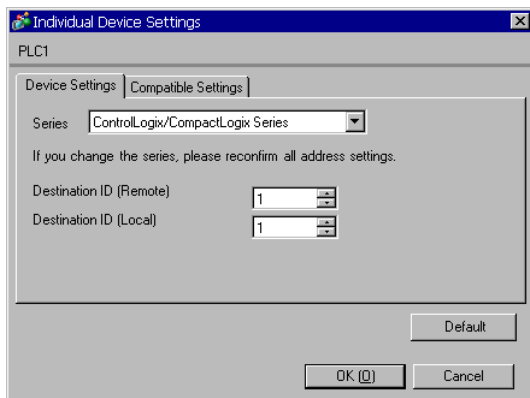 Individual Device Settings
PLC1
Device Settings Compatible Settings
Series ControlLogix/CompactLogix Series
If you change the series, please reconfirm all address settings.
Destination ID (Remote) 1
Destination ID (Local) 1
Default
OK (O) Cancel